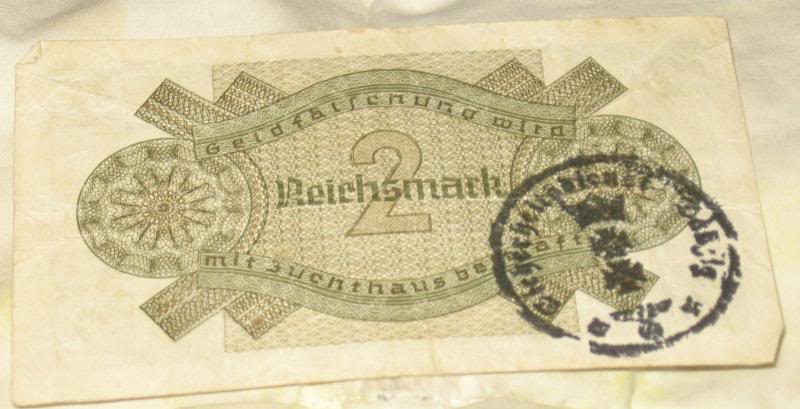 Geldfälschung wird
2
Reichsmark
mit Zuchthaus bestraft